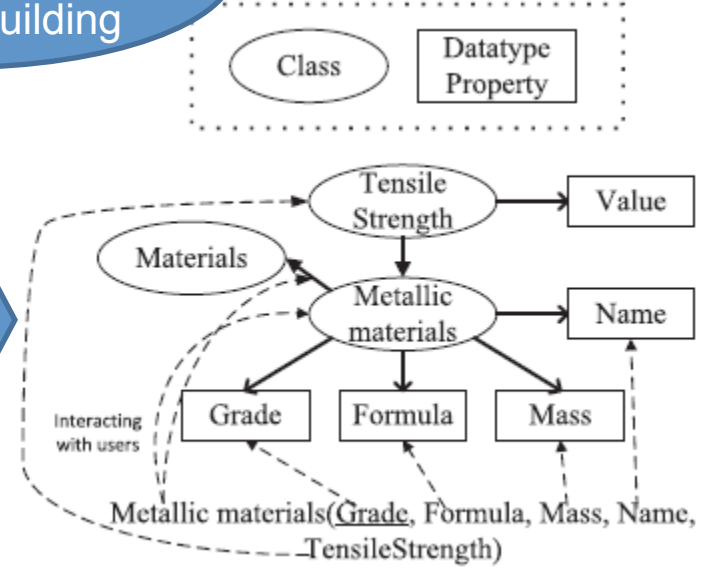 uilding
Class
Datatype
Property
Tensile
Strength
Value
Materials
Metallic
materials
Name
Interacting
with users
Grade
Formula
Mass
Metallic materials(Grade, Formula, Mass, Name,
TensileStrength)